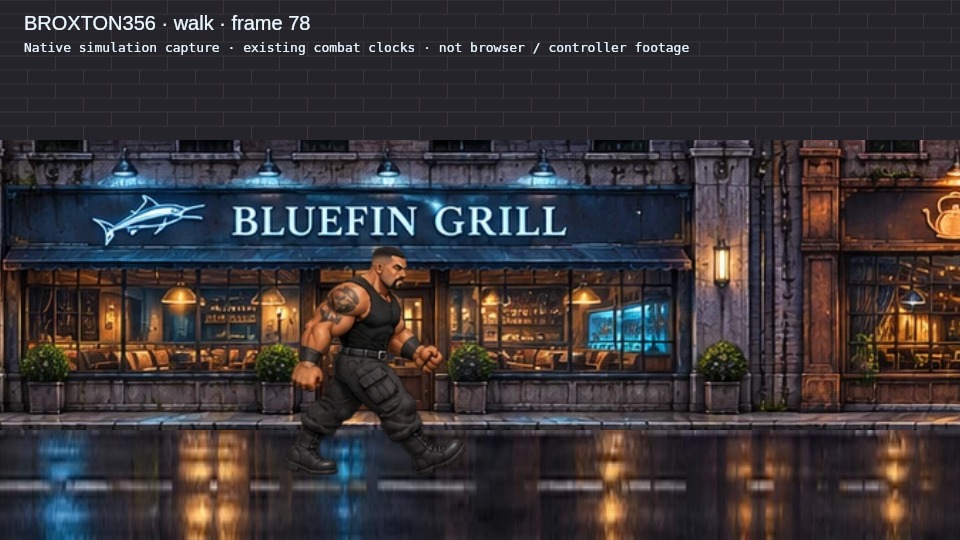 BROXTON356 · walk · frame 78
Native simulation capture · existing combat clocks · not browser / controller footage
BLUEFIN GRILL